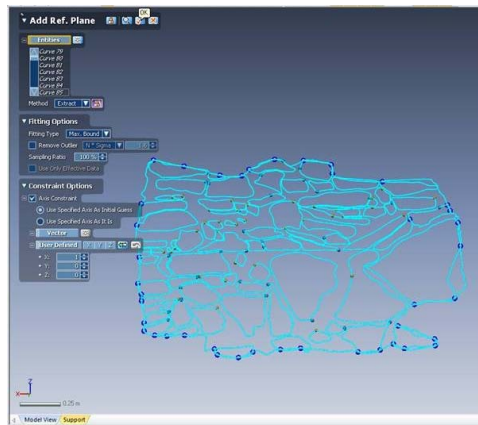 OK
Add Ref. Plane
Entities
Curve 79
Curve 80
Curve 81
Curve 82
Curve 83
Curve 84
Curve 85
Method Extract
Fitting Options
Fitting Type Max. Bound
Remove Outlier N * Sigma
Sampling Ratio 100 %
Use Only Effective Data
Constraint Options
Axis Constraint
Use Specified Axis As Initial Guess
Use Specified Axis As It Is
Vector
User Defined X Y Z
X: 1
Y: 0
Z: 0
Z
X
0.25 m
Model View Support